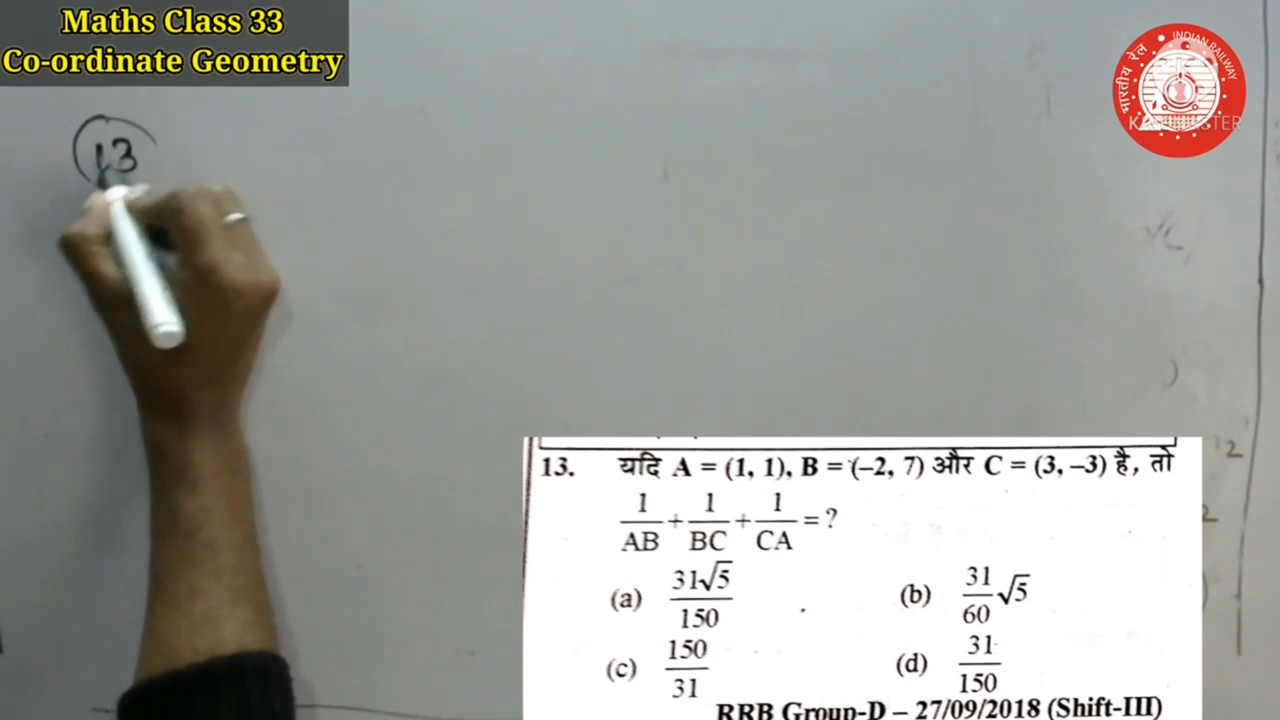 Maths Class 33
Co-ordinate Geometry
भारतीय रेल INDIAN RAILWAY
13
2
2
13. यदि A = (1, 1), B = (–2, 7) और C = (3, –3) है, तो
1/AB + 1/BC + 1/CA = ?
(a) 31√5/150 (b) 31/60 √5
(c) 150/31 (d) 31/150
RRB Group-D – 27/09/2018 (Shift-III)